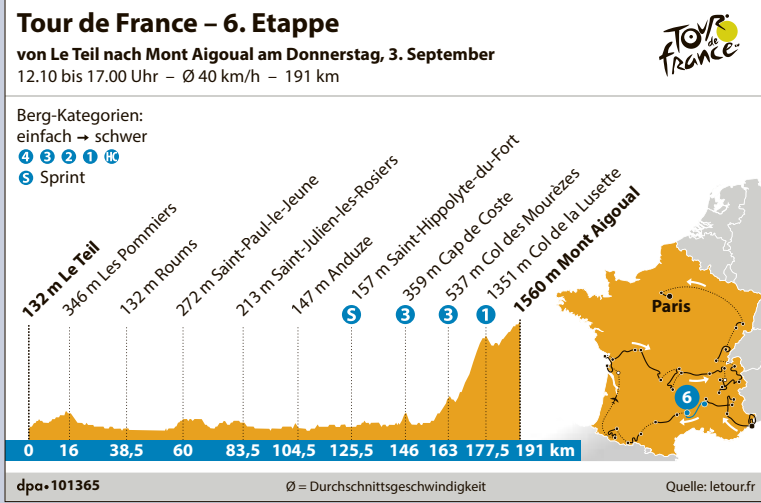 Tour de France – 6. Etappe
von Le Teil nach Mont Aigoual am Donnerstag, 3. September
12.10 bis 17.00 Uhr – Ø 40 km/h – 191 km
TOUR
de
france
Berg-Kategorien:
einfach → schwer
4 3 2 1 HC
S Sprint
132 m Le Teil
346 m Les Pommiers
132 m Roums
272 m Saint-Paul-le-Jeune
213 m Saint-Julien-les-Rosiers
147 m Anduze
157 m Saint-Hippolyte-du-Fort
359 m Cap de Coste
537 m Col des Mourèzes
1351 m Col de la Lusette
1560 m Mont Aigoual
S 3 3 1
Paris
6
0 16 38,5 60 83,5 104,5 125,5 146 163 177,5 191 km
dpa•101365
Ø = Durchschnittsgeschwindigkeit
Quelle: letour.fr